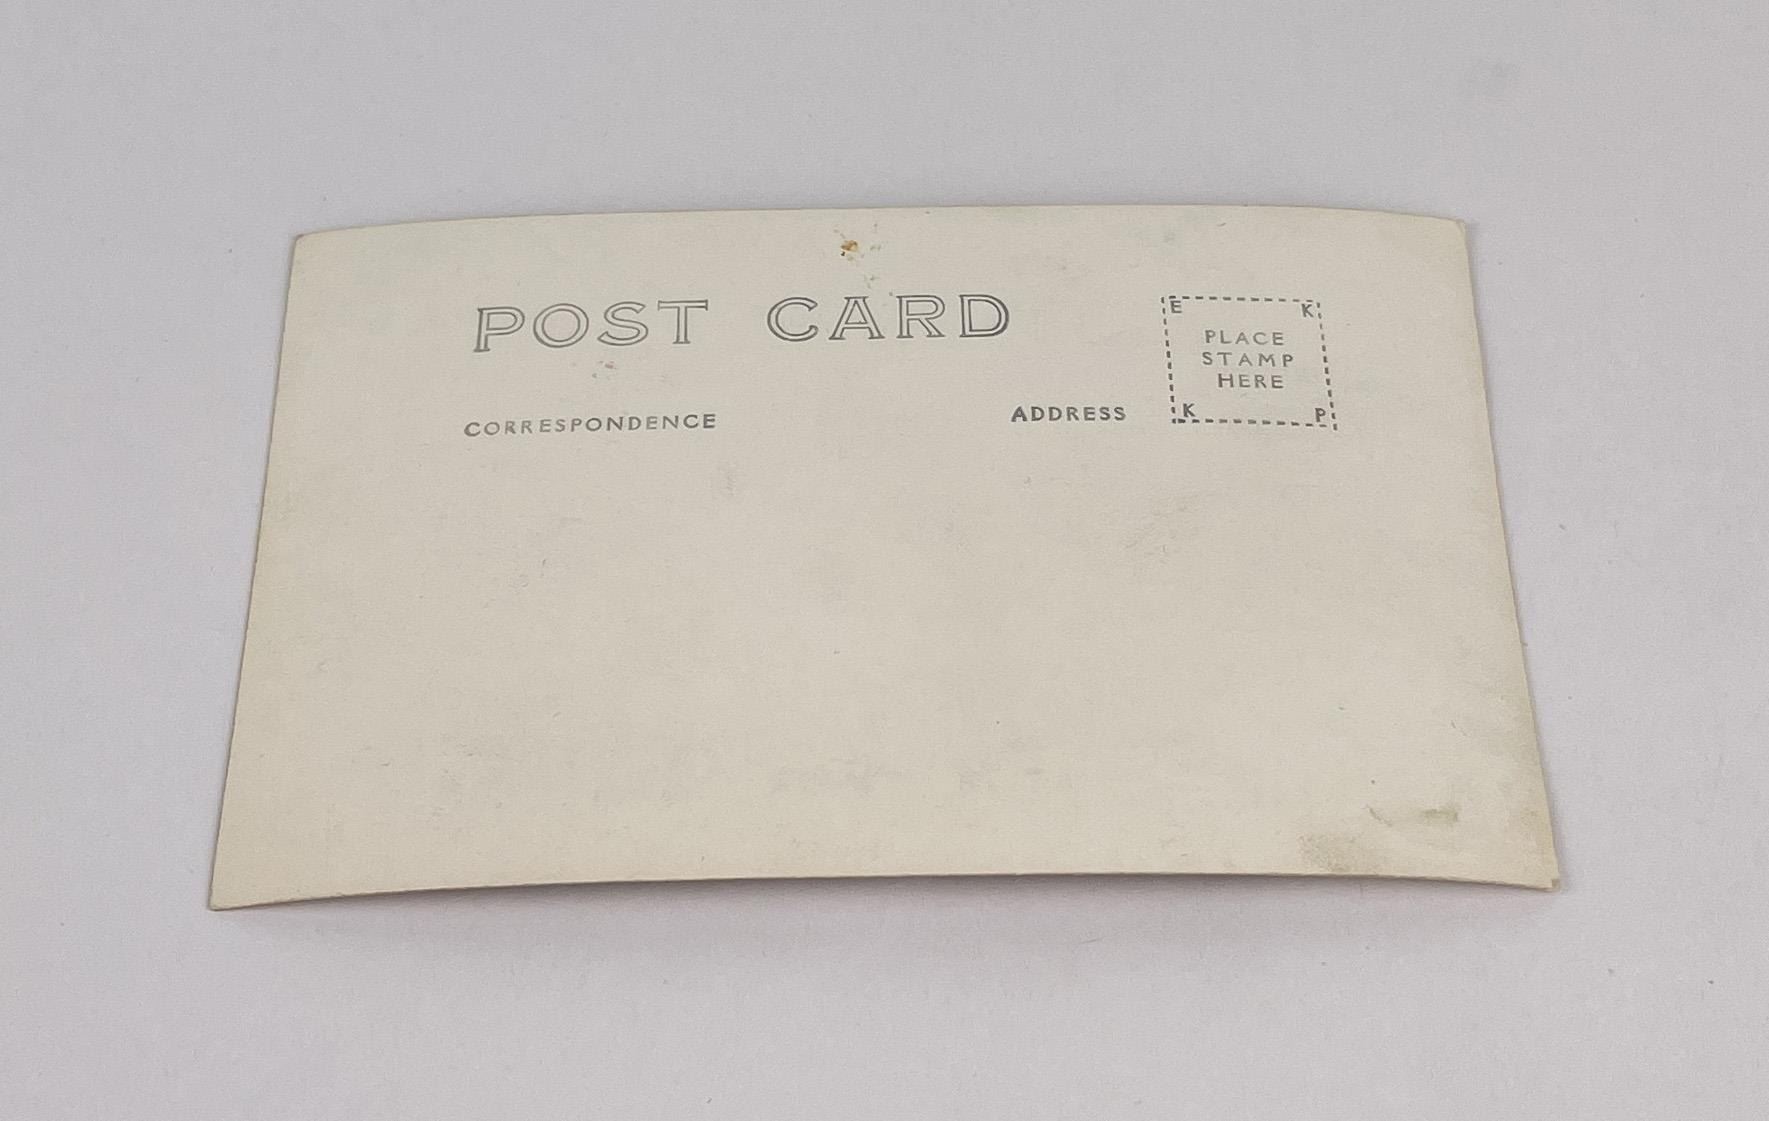 POST CARD
CORRESPONDENCE
ADDRESS
E K
PLACE
STAMP
HERE
K P